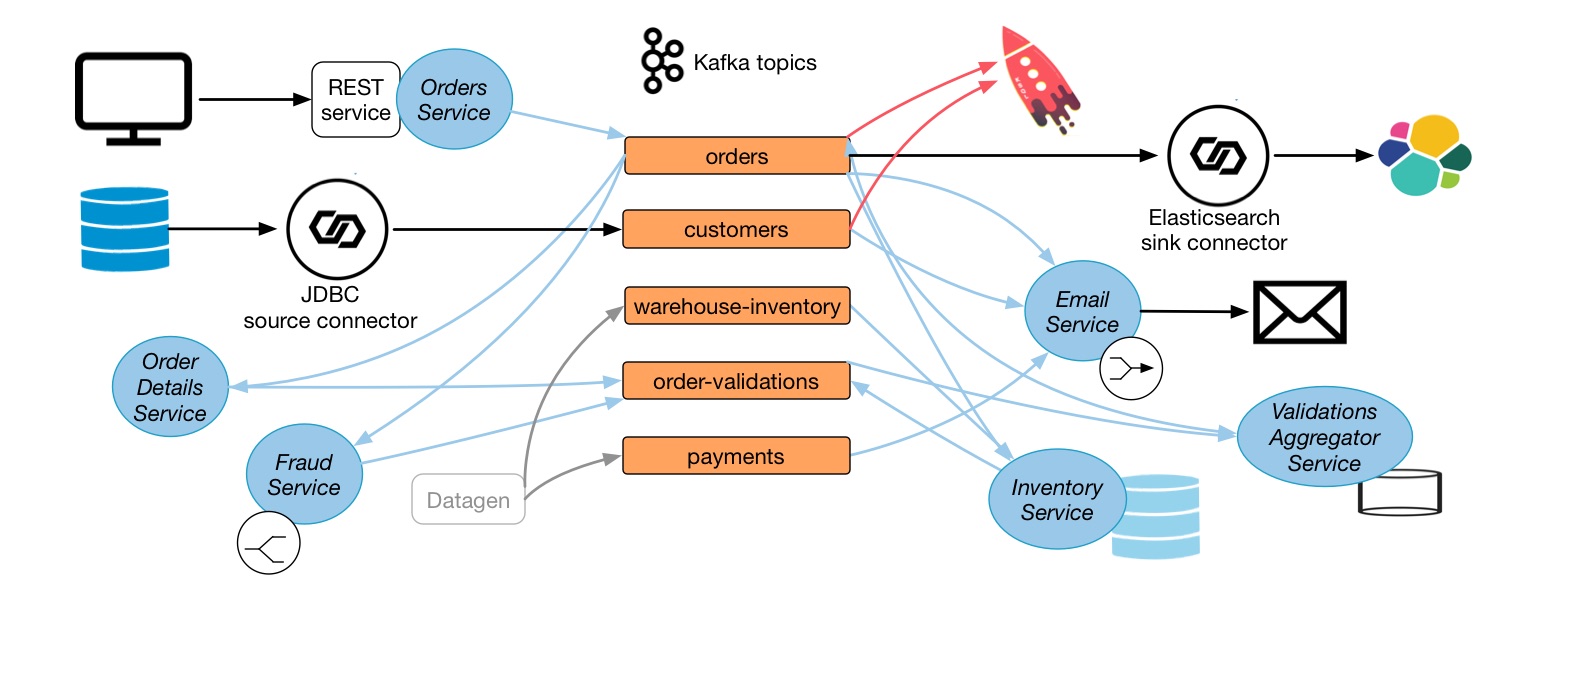 Kafka topics
REST
service
Orders
Service
orders
customers
warehouse-inventory
order-validations
payments
JDBC
source connector
Order
Details
Service
Fraud
Service
Datagen
Elasticsearch
sink connector
Email
Service
Validations
Aggregator
Service
Inventory
Service